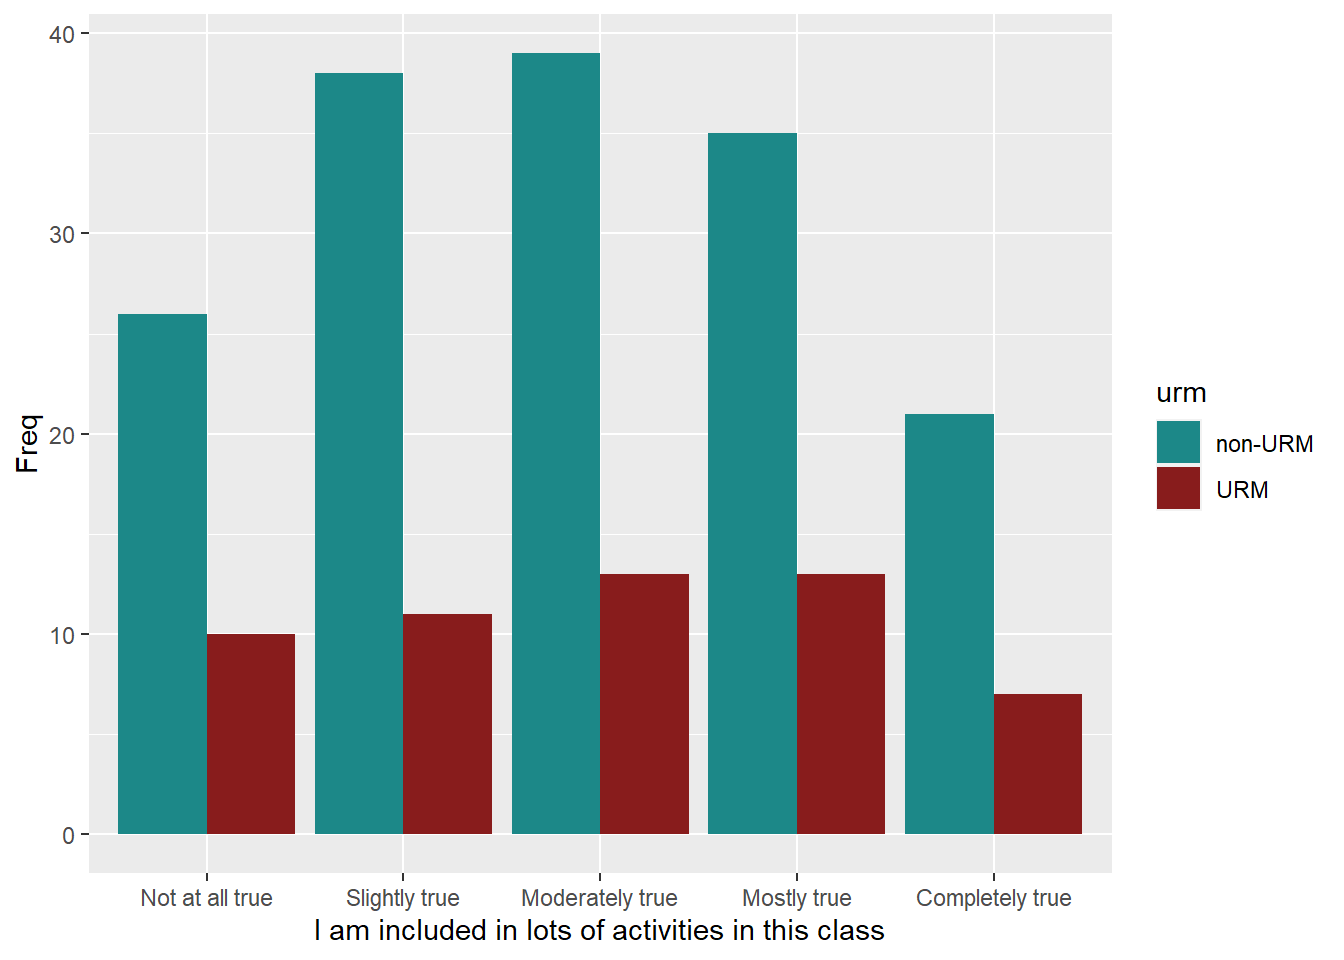 40
30
20
10
0
Freq
Not at all true
Slightly true
Moderately true
Mostly true
Completely true
I am included in lots of activities in this class
urm
non-URM
URM